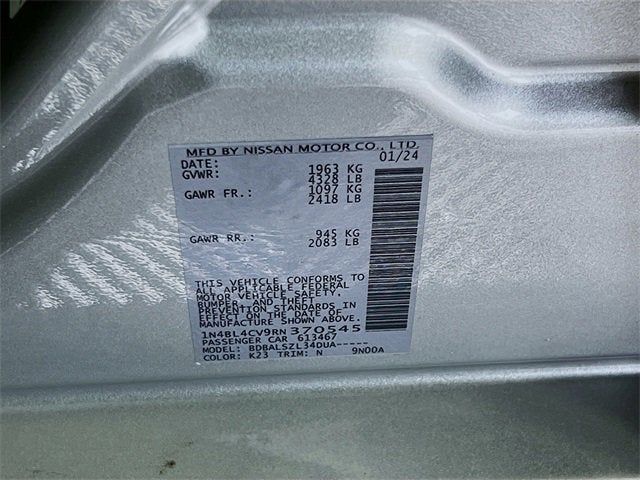 MFD BY NISSAN MOTOR CO., LTD.
DATE: 01/24
GVWR: 1963 KG
4328 LB
GAWR FR.: 1097 KG
2418 LB
GAWR RR.: 945 KG
2083 LB
THIS VEHICLE CONFORMS TO
ALL APPLICABLE FEDERAL
MOTOR VEHICLE SAFETY,
BUMPER, AND THEFT
PREVENTION STANDARDS IN
EFFECT ON THE DATE OF
MANUFACTURE SHOWN ABOVE.
1N4BL4CV9RN370545
PASSENGER CAR 613467
MODEL: BDBALSZL34DUA-----
COLOR: K23 TRIM: N 9N00A